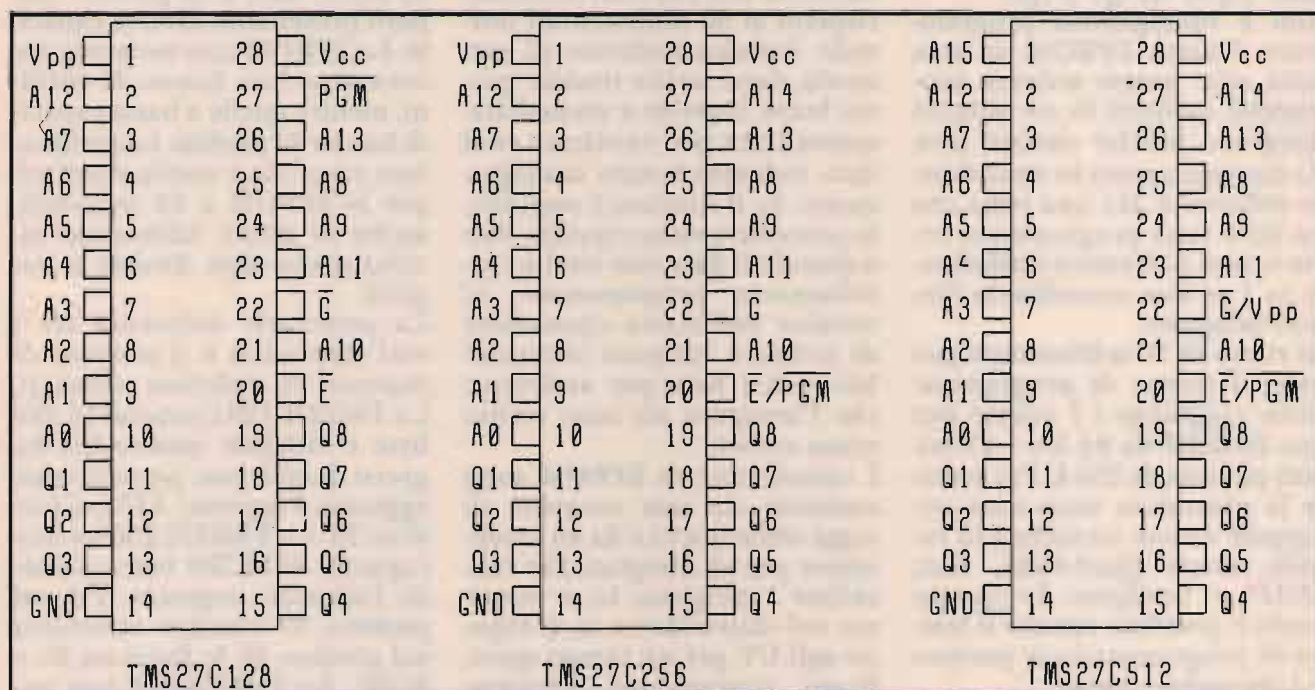 Vpp 1 28 Vcc Vpp 1 28 Vcc A15 1 28 Vcc
A12 2 27 P̅G̅M̅ A12 2 27 A14 A12 2 27 A14
A7 3 26 A13 A7 3 26 A13 A7 3 26 A13
A6 4 25 A8 A6 4 25 A8 A6 4 25 A8
A5 5 24 A9 A5 5 24 A9 A5 5 24 A9
A4 6 23 A11 A4 6 23 A11 A4 6 23 A11
A3 7 22 G̅ A3 7 22 G̅ A3 7 22 G̅/Vpp
A2 8 21 A10 A2 8 21 A10 A2 8 21 A10
A1 9 20 E̅ A1 9 20 E̅/P̅G̅M̅ A1 9 20 E̅/P̅G̅M̅
A0 10 19 Q8 A0 10 19 Q8 A0 10 19 Q8
Q1 11 18 Q7 Q1 11 18 Q7 Q1 11 18 Q7
Q2 12 17 Q6 Q2 12 17 Q6 Q2 12 17 Q6
Q3 13 16 Q5 Q3 13 16 Q5 Q3 13 16 Q5
GND 14 15 Q4 GND 14 15 Q4 GND 14 15 Q4
TMS27C128 TMS27C256 TMS27C512